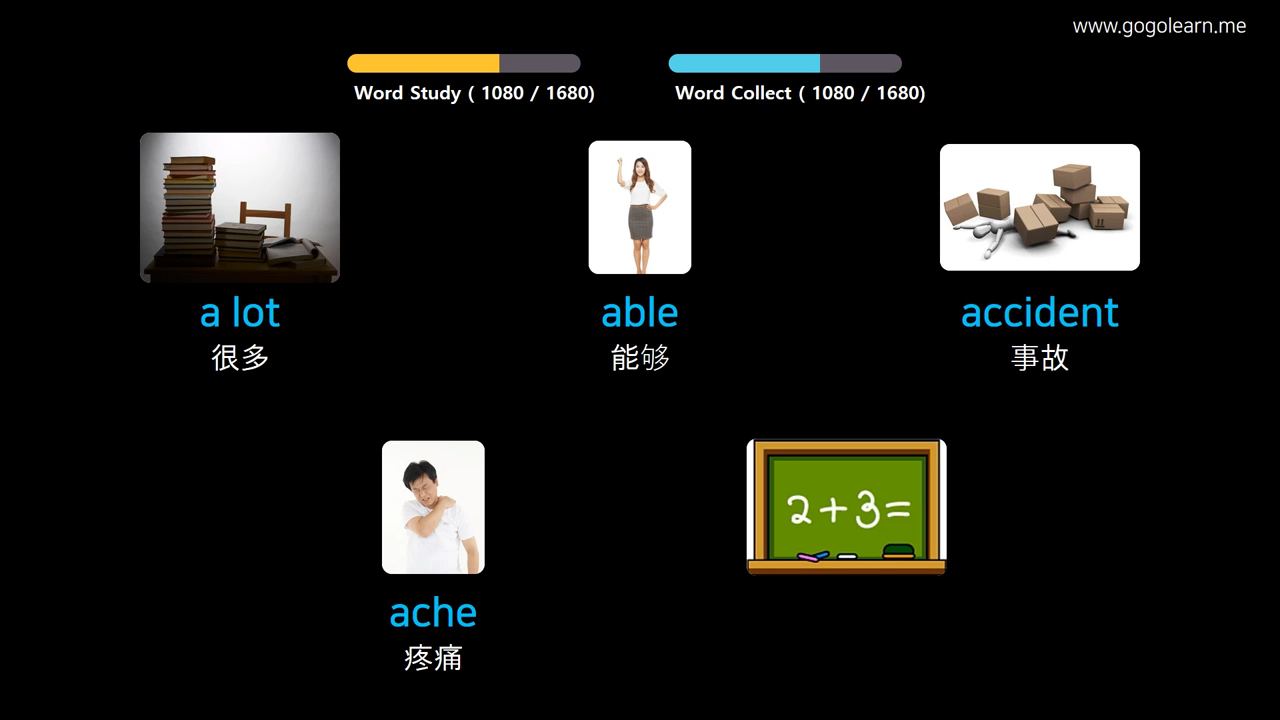 www.gogolearn.me
Word Study ( 1080 / 1680)
Word Collect ( 1080 / 1680)
a lot
很多
able
能够
accident
事故
ache
疼痛
2+3=